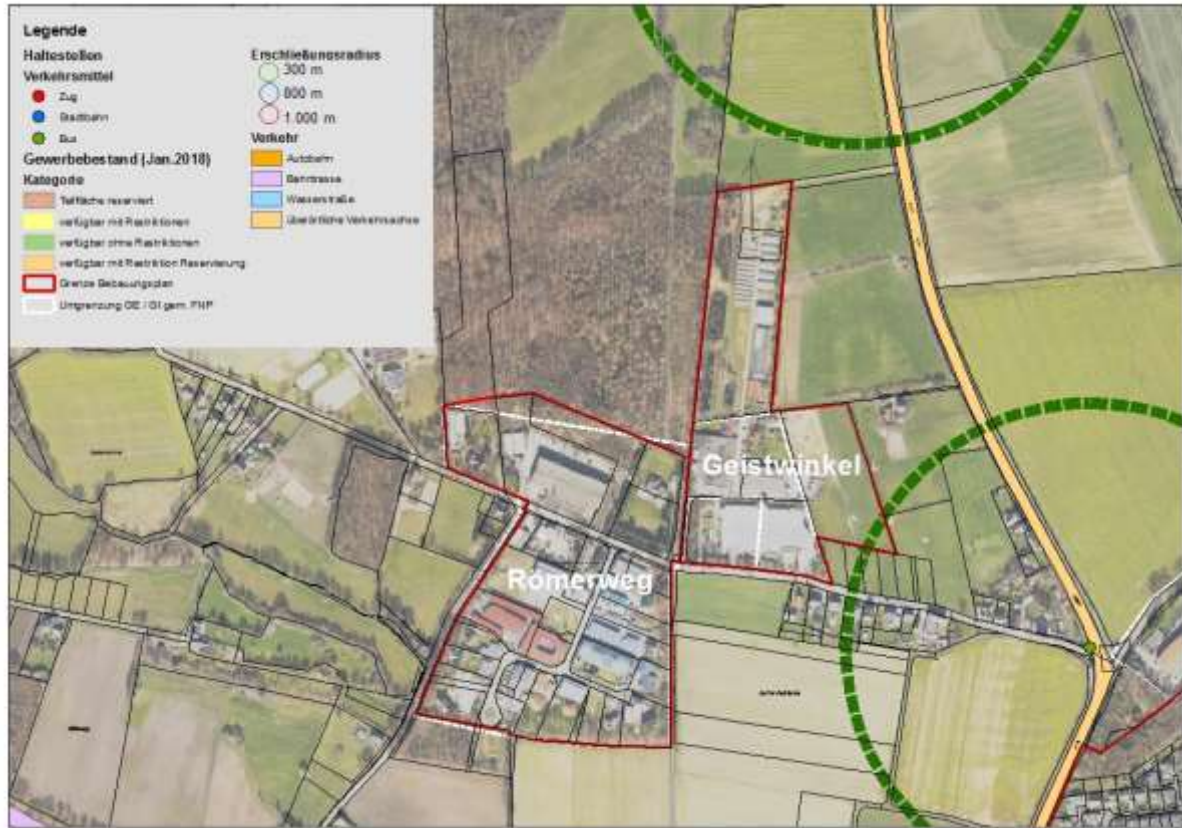 Legende
Haltestellen
Verkehrsmittel
Zug
Stadtbahn
Bus
Gewerbebestand (Jan.2018)
Kategorie
Teilfläche reserviert
verfügbar mit Restriktionen
verfügbar ohne Restriktionen
verfügbar mit Restriktion Reservierung
Grenze Bebauungsplan
Umgrenzung GE / GI gem. FNP
Erschließungsradius
300 m
800 m
1.000 m
Verkehr
Autobahn
Bahntrasse
Wasserstraße
überörtliche Verkehrsachse
Geistwinkel
Römerweg